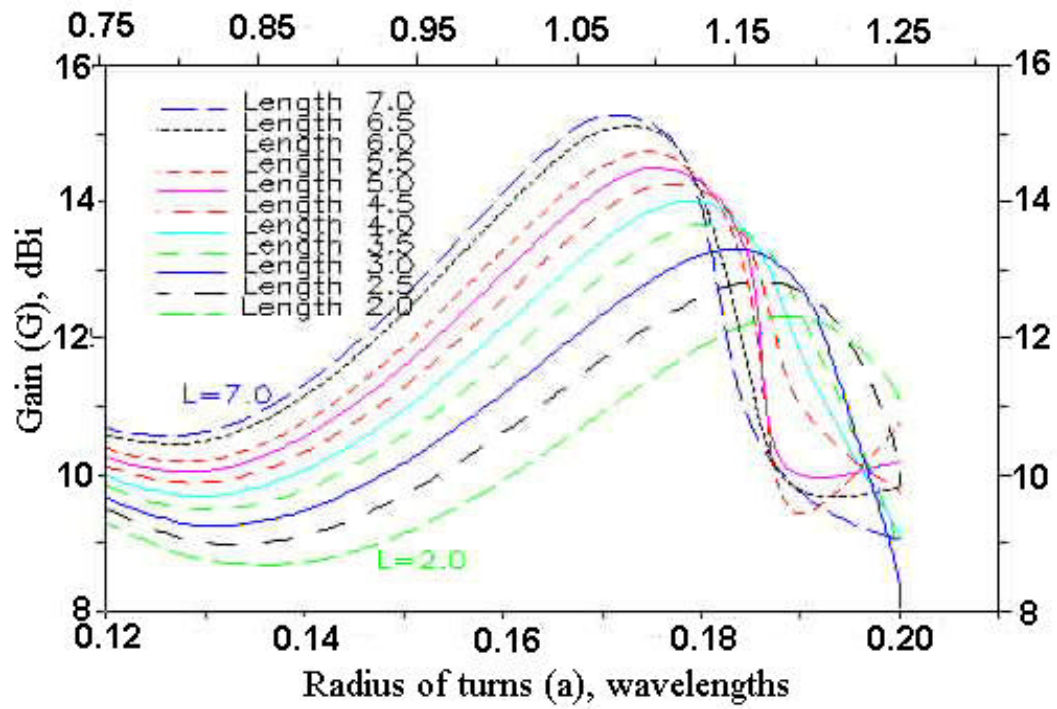 0.75 0.85 0.95 1.05 1.15 1.25
16 16
Length 7.0
Length 6.5
Length 6.0
Length 5.5
Length 5.0
Length 4.5
Length 4.0
Length 3.5
Length 3.0
Length 2.5
Length 2.0
14 14
12 12
10 10
8 8
Gain (G), dBi
L=7.0
L=2.0
0.12 0.14 0.16 0.18 0.20
Radius of turns (a), wavelengths